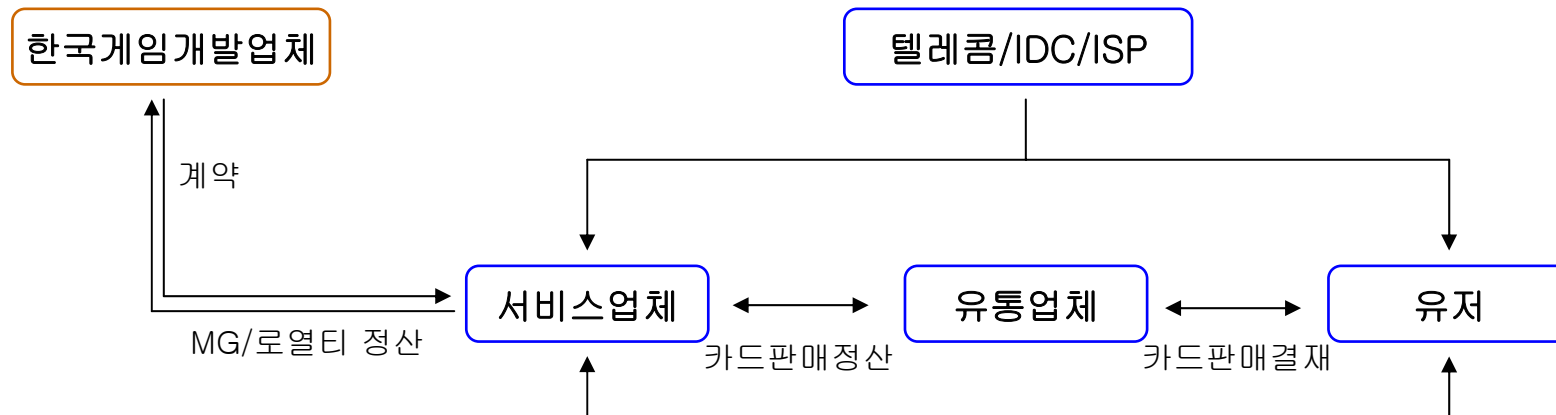 한국게임개발업체
텔레콤/IDC/ISP
계약
서비스업체
유통업체
유저
MG/로열티 정산
카드판매정산
카드판매결재